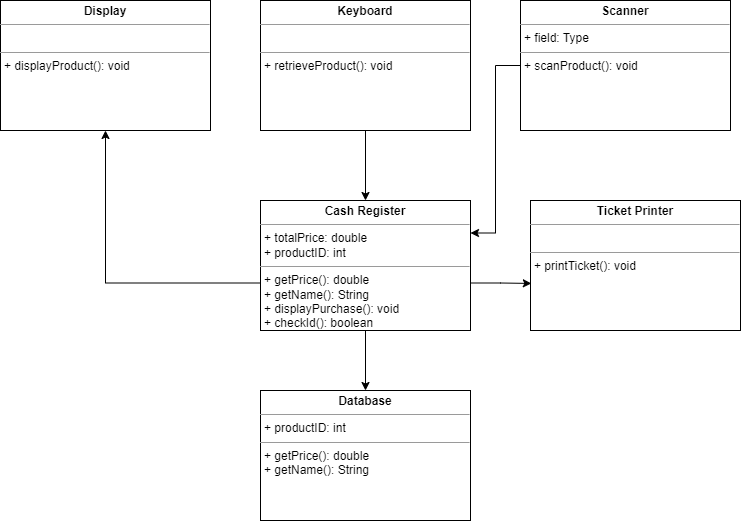 Display
+ displayProduct(): void
Keyboard
+ retrieveProduct(): void
Scanner
+ field: Type
+ scanProduct(): void
Cash Register
+ totalPrice: double
+ productID: int
+ getPrice(): double
+ getName(): String
+ displayPurchase(): void
+ checkId(): boolean
Ticket Printer
+ printTicket(): void
Database
+ productID: int
+ getPrice(): double
+ getName(): String